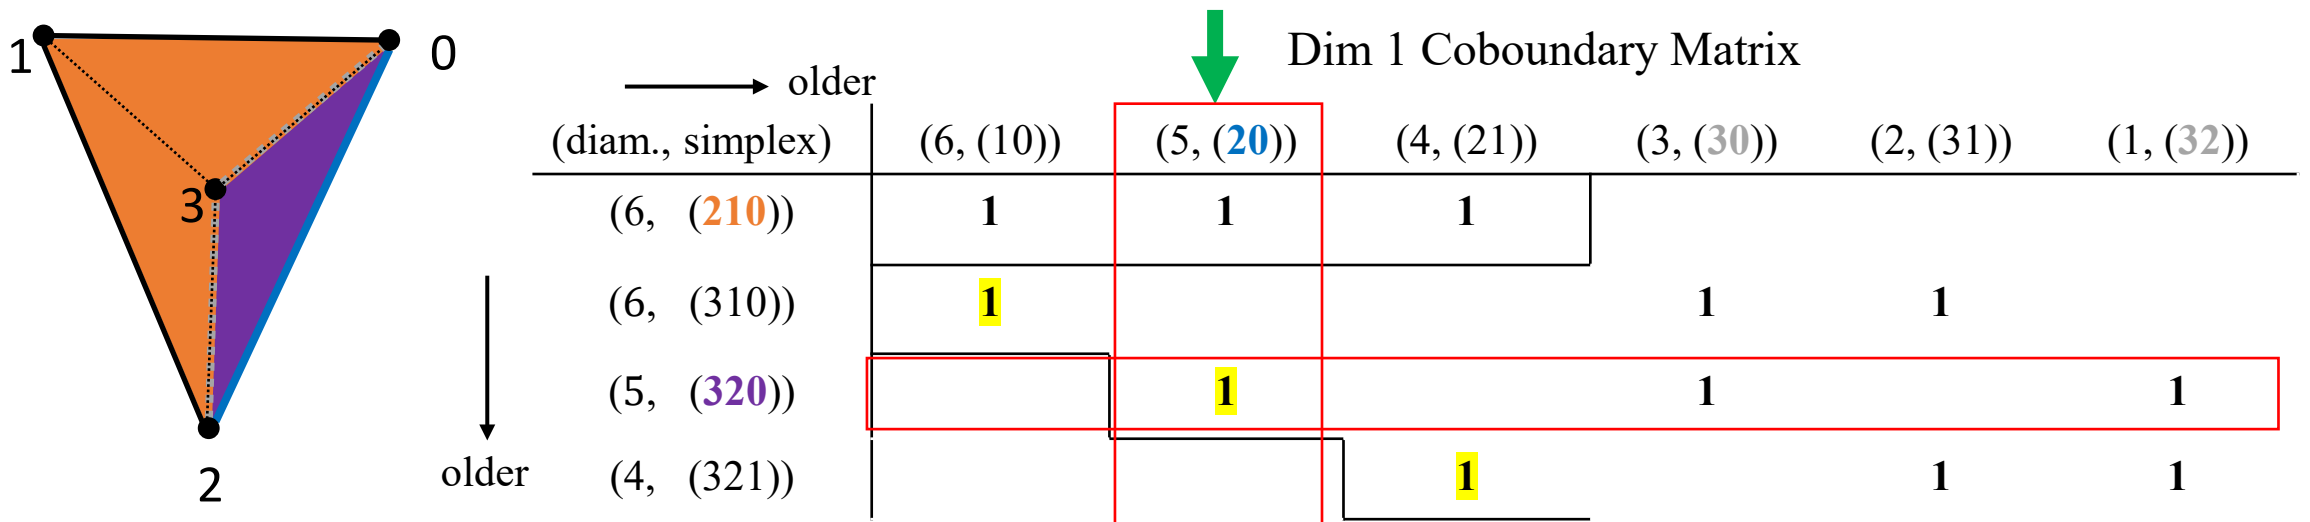 Dim 1 Coboundary Matrix
older
(diam., simplex) (6, (10)) (5, (20)) (4, (21)) (3, (30)) (2, (31)) (1, (32))
(6, (210)) 1 1 1
(6, (310)) 1 1 1
(5, (320)) 1 1 1
(4, (321)) 1 1 1
older
1
0
3
2